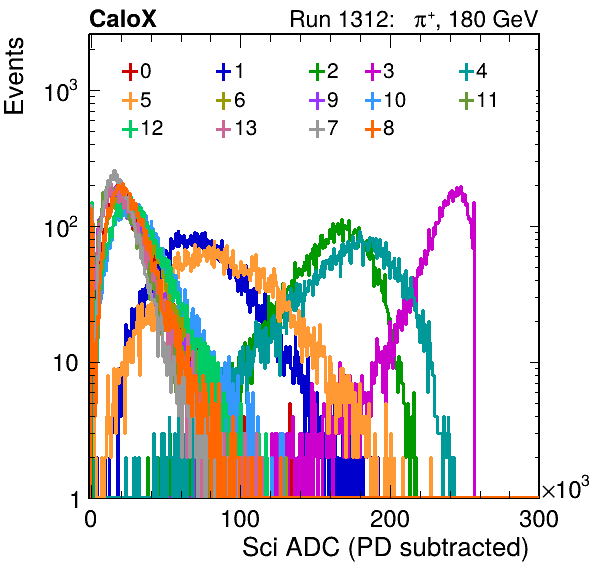 CaloX Run 1312: π⁺, 180 GeV
Events
0 1 2 3 4
5 6 9 10 11
12 13 7 8
10³
10²
10
1
0 100 200 300
×10³
Sci ADC (PD subtracted)